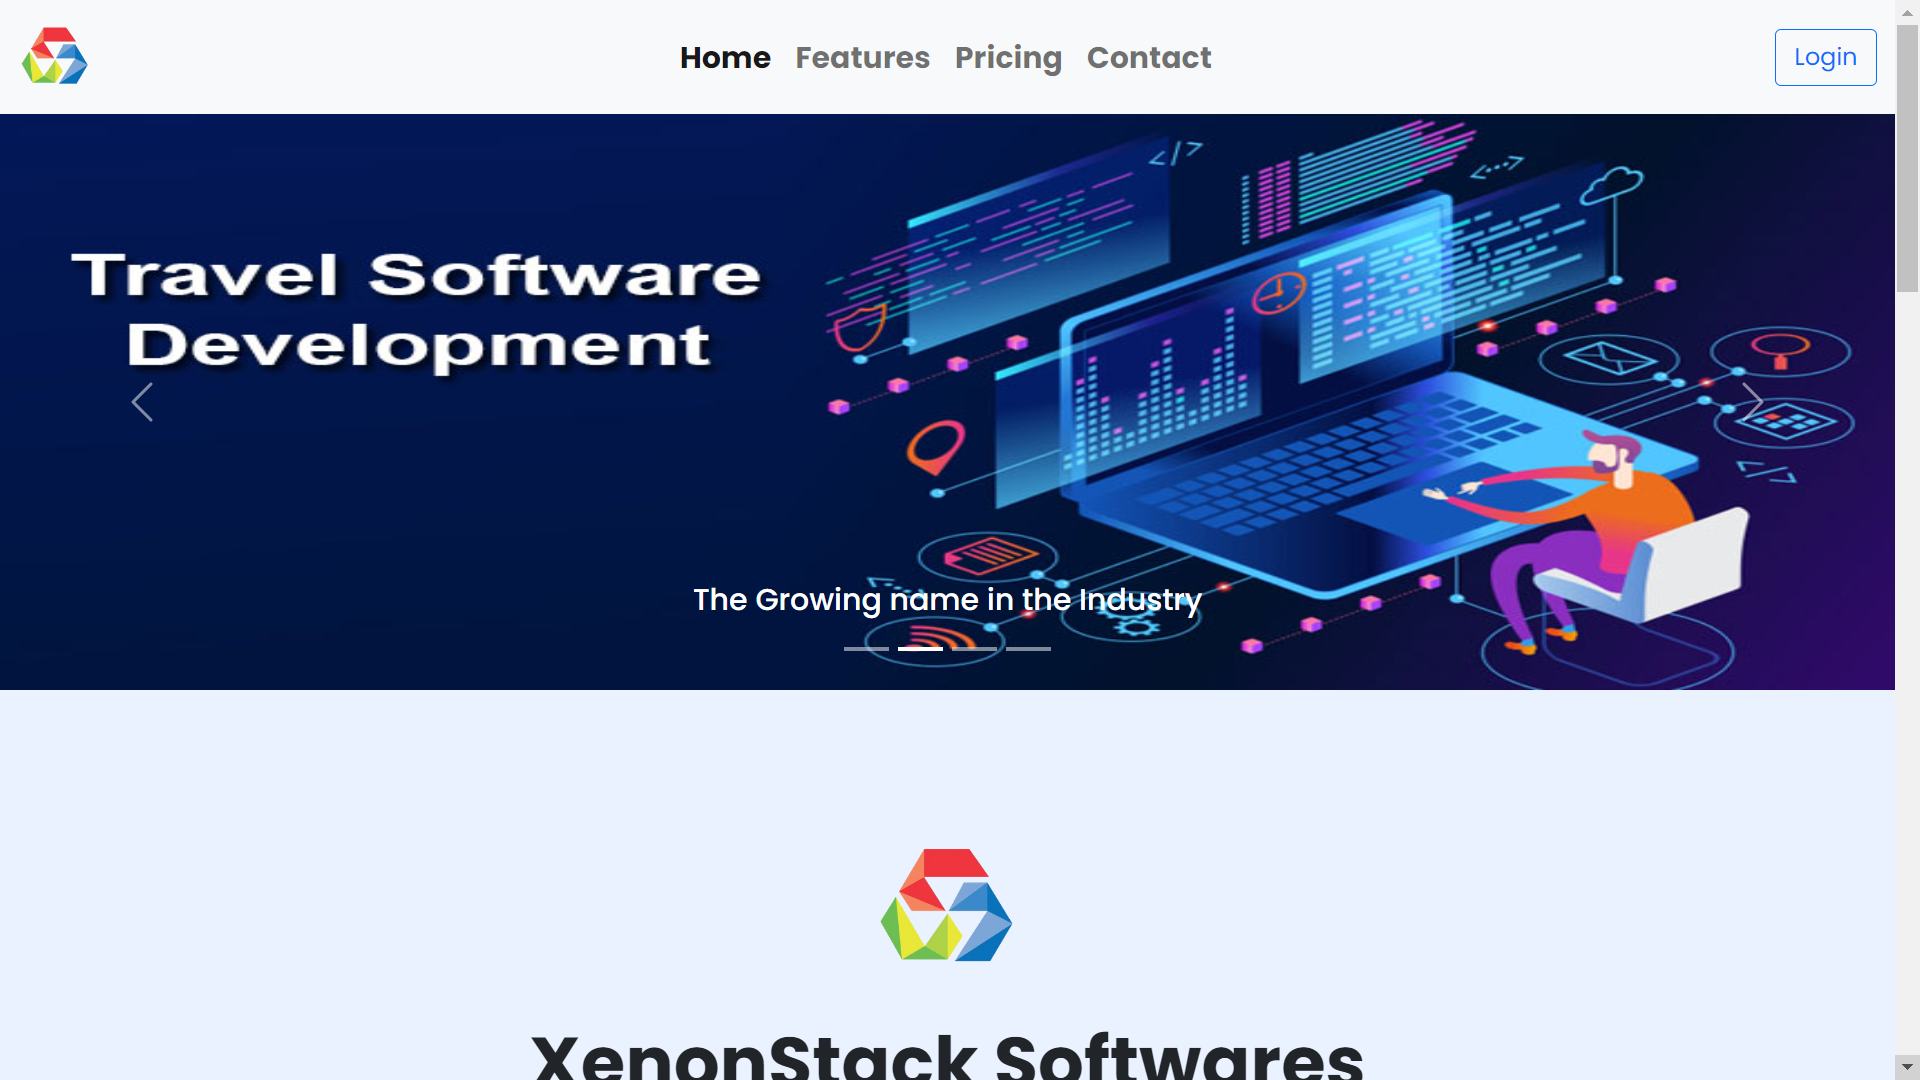 Home Features Pricing Contact
Login
Travel Software
Development
</>
<···>
</>
The Growing name in the Industry
XenonStack Softwares